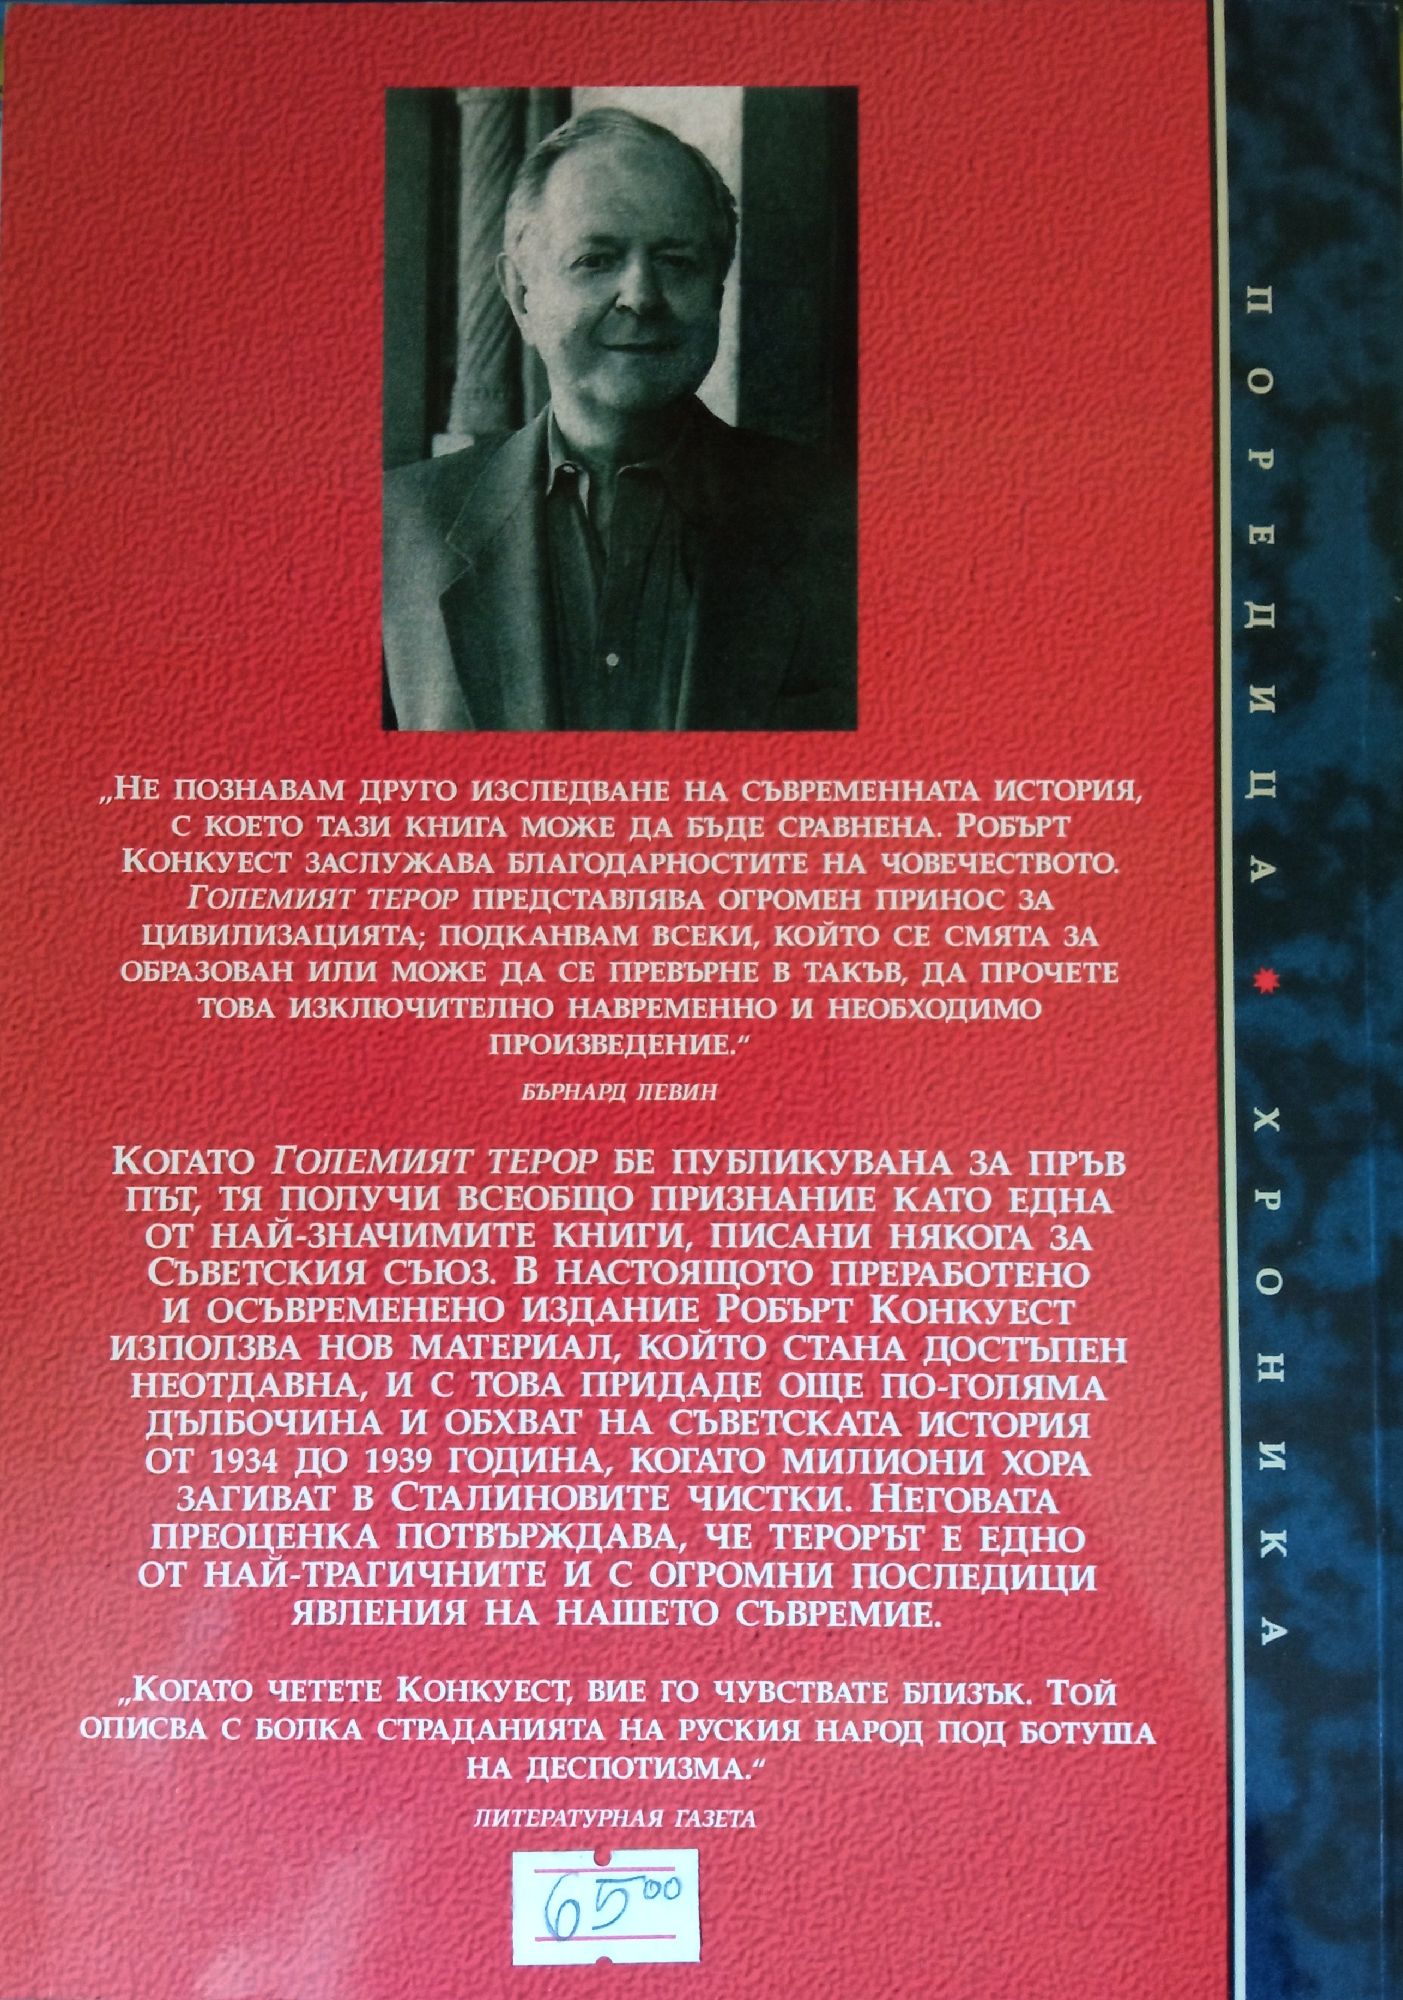 „Не познавам друго изследване на съвременната история,
с което тази книга може да бъде сравнена. Робърт
Конкуест заслужава благодарностите на човечеството.
Големият терор представлява огромен принос за
цивилизацията; подканвам всеки, който се смята за
образован или може да се превърне в такъв, да прочете
това изключително навременно и необходимо
произведение.“
Бърнард Левин
Когато Големият терор бе публикувана за пръв
път, тя получи всеобщо признание като една
от най-значимите книги, писани някога за
Съветския съюз. В настоящото преработено
и осъвременено издание Робърт Конкуест
използва нов материал, който стана достъпен
неотдавна, и с това придаде още по-голяма
дълбочина и обхват на съветската история
от 1934 до 1939 година, когато милиони хора
загиват в Сталиновите чистки. Неговата
преоценка потвърждава, че терорът е едно
от най-трагичните и с огромни последици
явления на нашето съвремие.
„Когато четете Конкуест, вие го чувствате близък. Той
описва с болка страданията на руския народ под ботуша
на деспотизма.“
Литературная газета
65 00
ПОРЕДИЦА ХРОНИКА